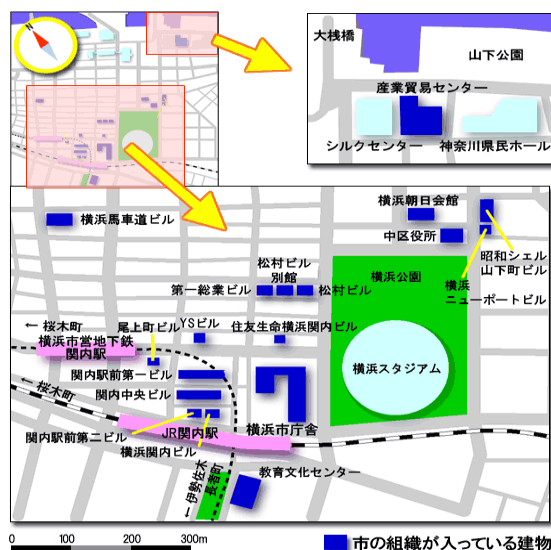 N
大桟橋
山下公園
産業貿易センター
シルクセンター
神奈川県民ホール
横浜馬車道ビル
横浜朝日会館
中区役所
昭和シェル
山下町ビル
横浜
ニューポートビル
松村ビル
別館
第一総業ビル
松村ビル
横浜公園
← 桜木町
尾上町ビル
YSビル
住友生命横浜関内ビル
横浜市営地下鉄
関内駅
横浜スタジアム
関内駅前第一ビル
← 桜木町
関内中央ビル
関内駅前第二ビル
JR関内駅
横浜市庁舎
横浜関内ビル
教育文化センター
← 伊勢佐木
長者町
0 100 200 300m
市の組織が入っている建物